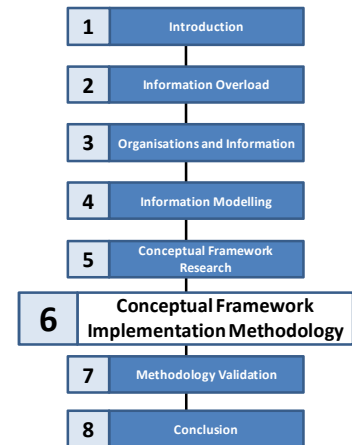 1 Introduction
2 Information Overload
3 Organisations and Information
4 Information Modelling
5 Conceptual Framework
Research
6 Conceptual Framework
Implementation Methodology
7 Methodology Validation
8 Conclusion